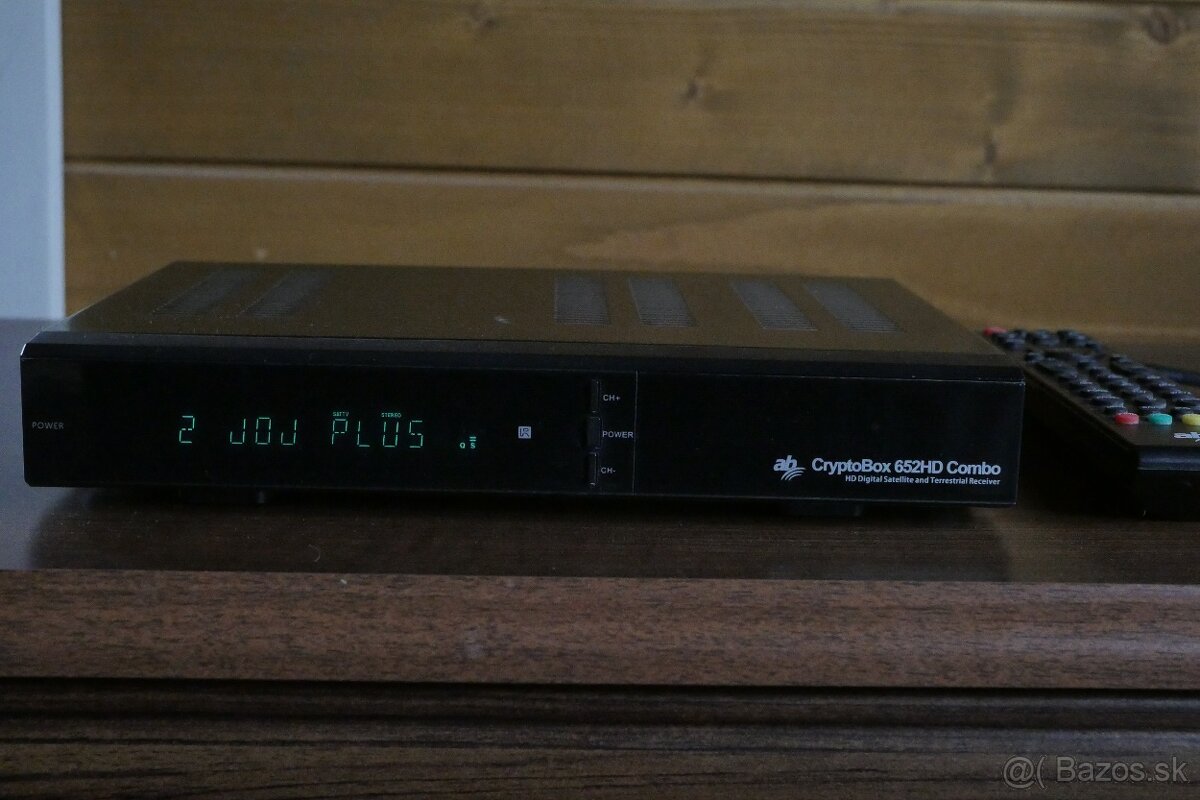 POWER
SAT TV STEREO
2 JOJ PLUS
CH+
POWER
CH-
ab CryptoBox 652HD Combo
HD Digital Satellite and Terrestrial Receiver
ab
@( Bazos.sk